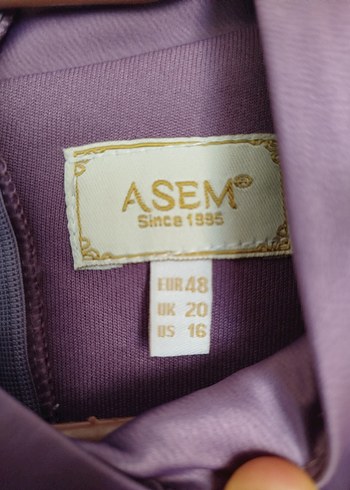 ASEM®
Since 1995
EUR 48
UK 20
US 16